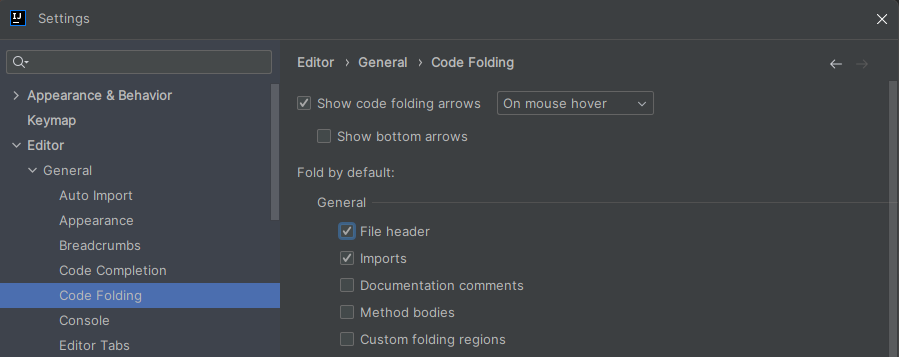 IJ Settings
Appearance & Behavior
Keymap
Editor
General
Auto Import
Appearance
Breadcrumbs
Code Completion
Code Folding
Console
Editor Tabs
Editor › General › Code Folding
Show code folding arrows On mouse hover
Show bottom arrows
Fold by default:
General
File header
Imports
Documentation comments
Method bodies
Custom folding regions